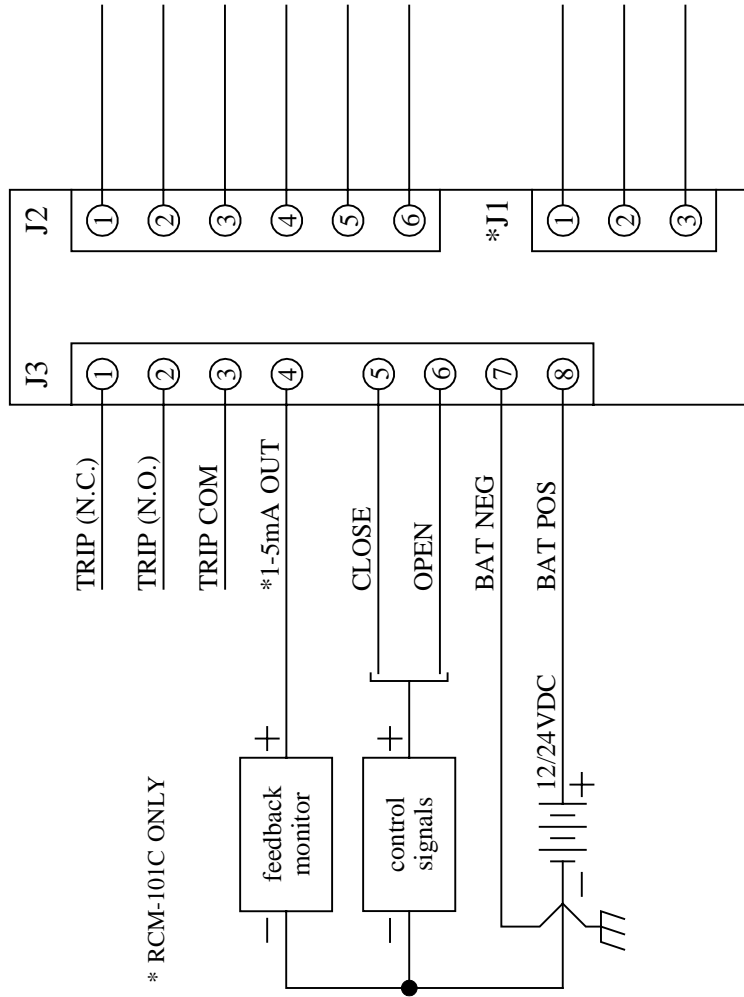 J2
1
2
3
4
5
6
*J1
1
2
3
J3
1
2
3
4
5
6
7
8
TRIP (N.C.)
TRIP (N.O.)
TRIP COM
*1-5mA OUT
CLOSE
OPEN
BAT NEG
BAT POS
12/24VDC
+
−
+
−
feedback
monitor
+
−
control
signals
* RCM-101C ONLY